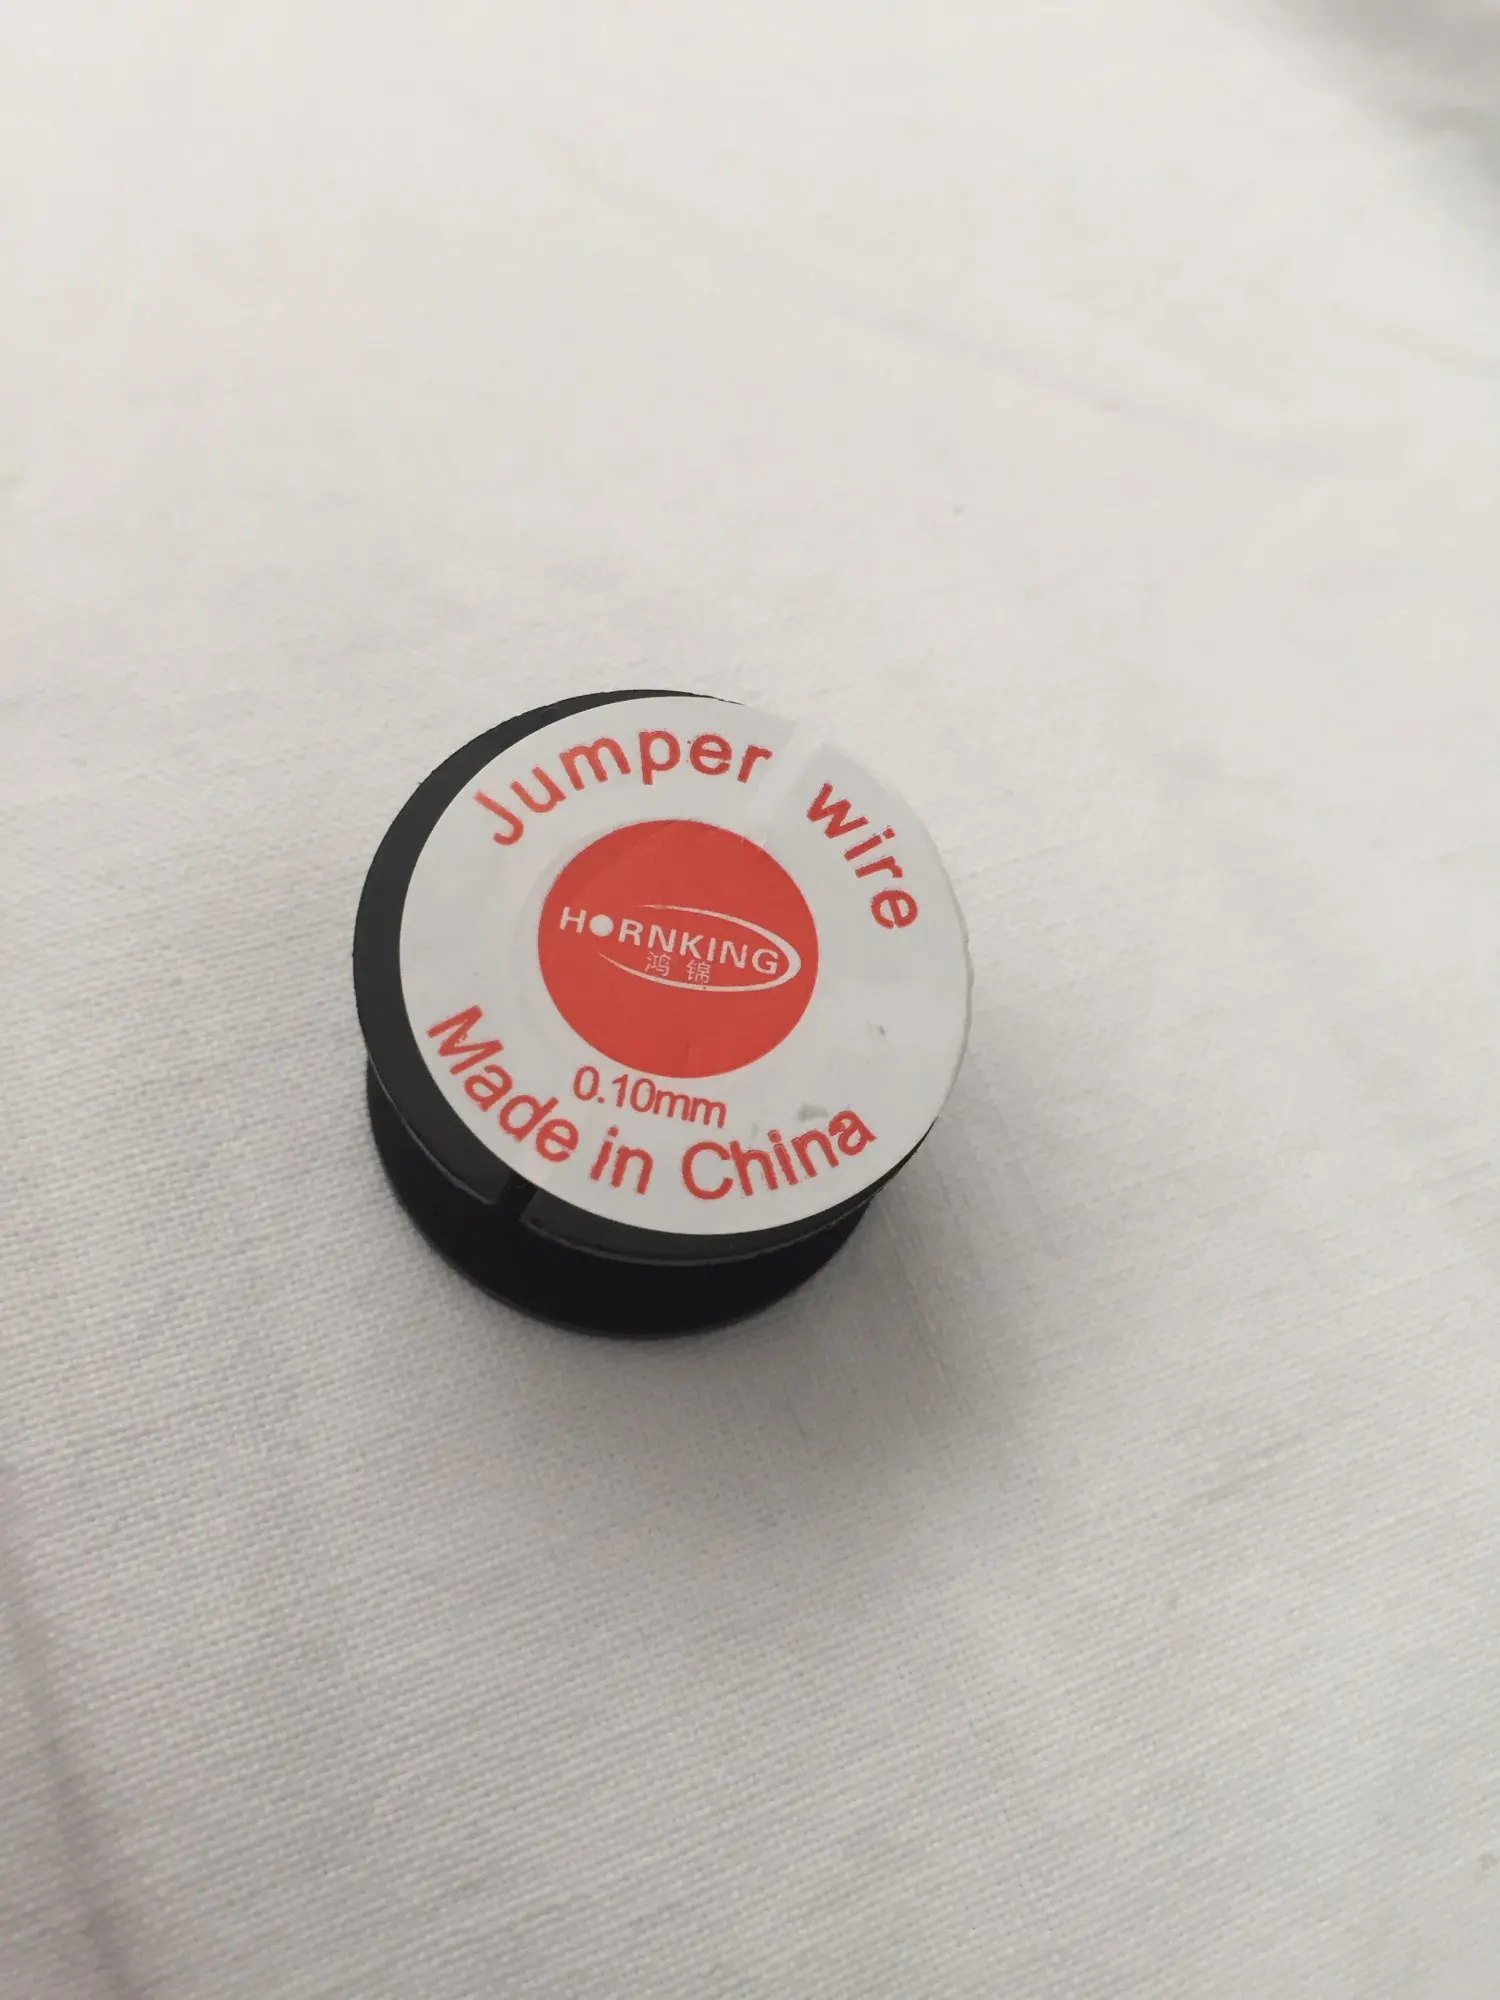 Jumper wire
HORNKING
鸿锦
0.10mm
Made in China